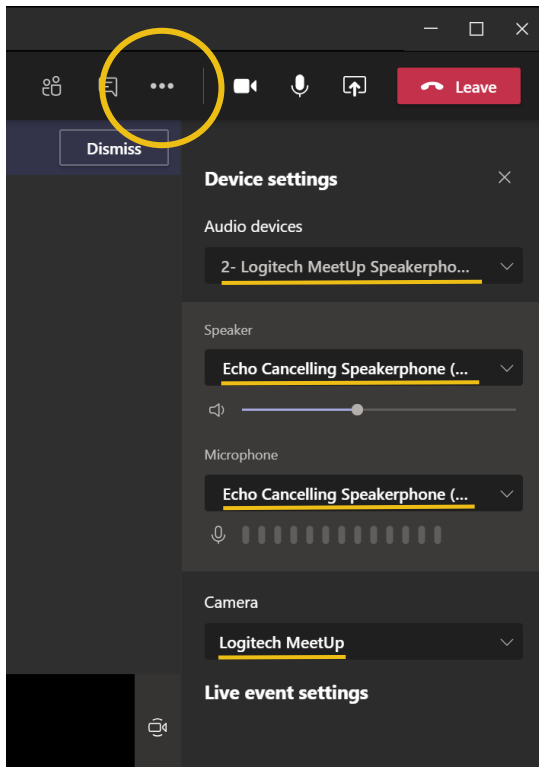 Leave
Dismiss
Device settings
Audio devices
2- Logitech MeetUp Speakerpho...
Speaker
Echo Cancelling Speakerphone (...
Microphone
Echo Cancelling Speakerphone (...
Camera
Logitech MeetUp
Live event settings